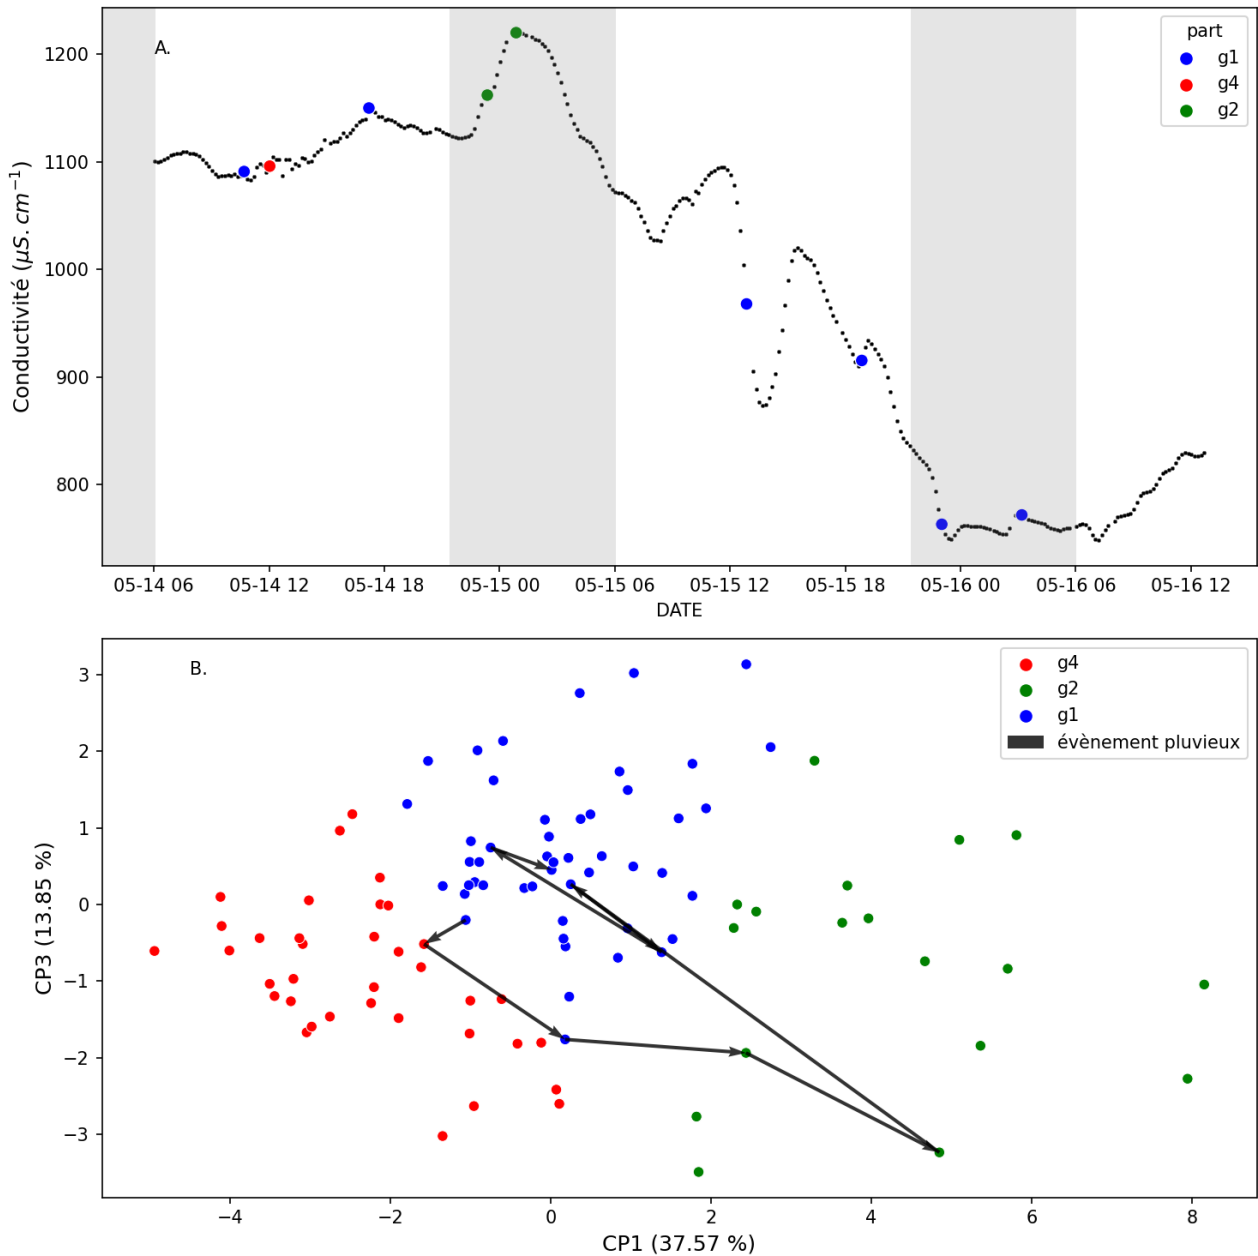 A.
part
g1
g4
g2
1200
1100
1000
900
800
Conductivité (μS. cm⁻¹)
05-14 06 05-14 12 05-14 18 05-15 00 05-15 06 05-15 12 05-15 18 05-16 00 05-16 06 05-16 12
DATE
B.
g4
g2
g1
évènement pluvieux
3
2
1
0
−1
−2
−3
CP3 (13.85 %)
−4 −2 0 2 4 6 8
CP1 (37.57 %)